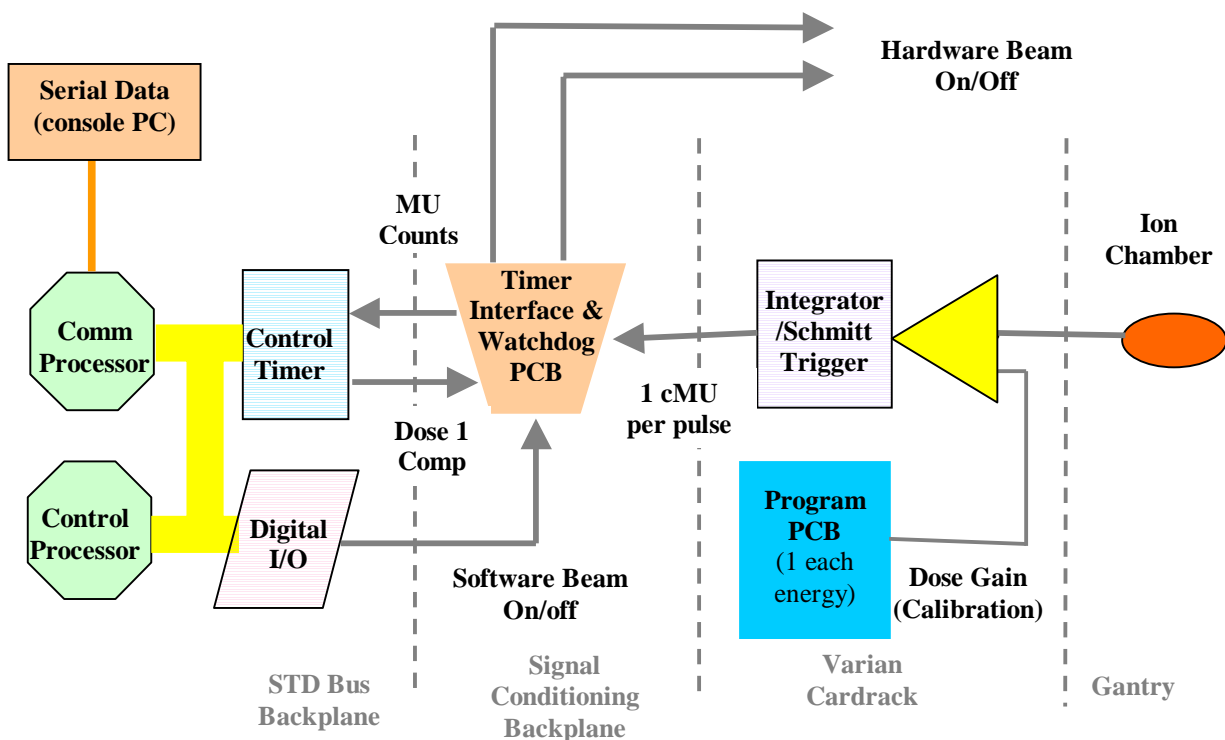 Hardware Beam
On/Off
Serial Data
(console PC)
MU
Counts
Ion
Chamber
Timer
Interface &
Watchdog
PCB
Integrator
/Schmitt
Trigger
Comm
Processor
Control
Timer
1 cMU
per pulse
Dose 1
Comp
Control
Processor
Digital
I/O
Program
PCB
(1 each
energy)
Software Beam
On/off
Dose Gain
(Calibration)
STD Bus
Backplane
Signal
Conditioning
Backplane
Varian
Cardrack
Gantry